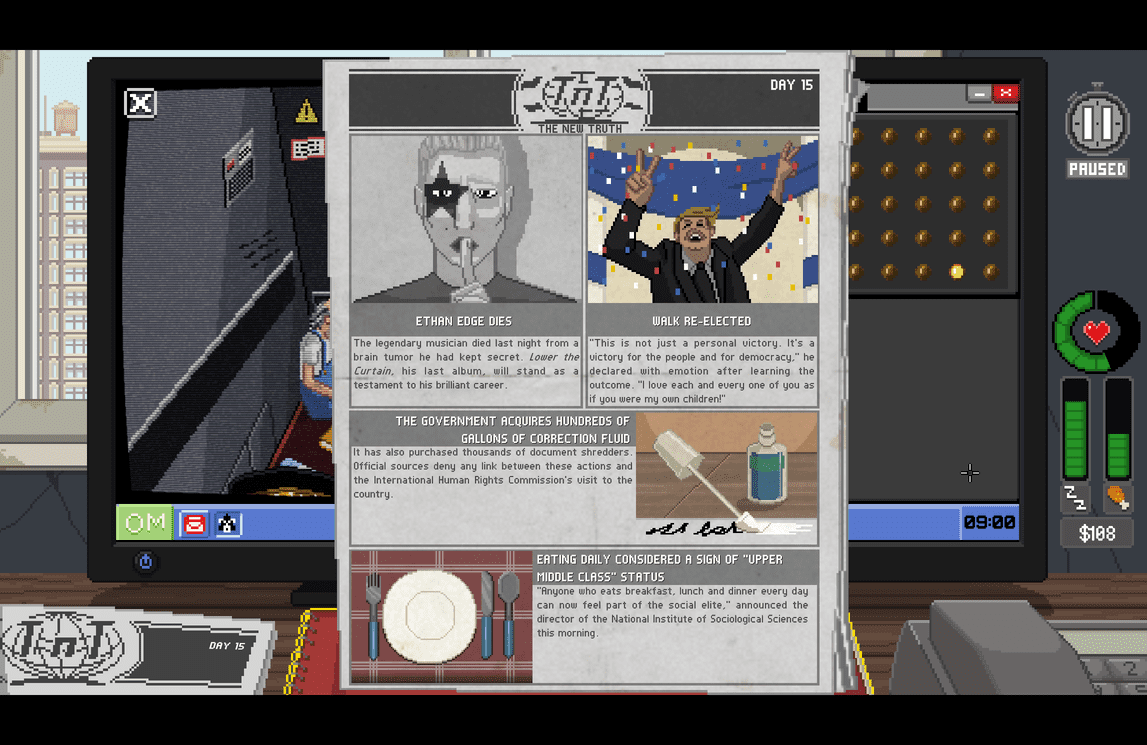 TnT
THE NEW TRUTH
DAY 15
PAUSED
ETHAN EDGE DIES
The legendary musician died last night from a
brain tumor he had kept secret. Lower the
Curtain, his last album, will stand as a
testament to his brilliant career.
WALK RE-ELECTED
"This is not just a personal victory. It's a
victory for the people and for democracy," he
declared with emotion after learning the
outcome. "I love each and every one of you as
if you were my own children!"
THE GOVERNMENT ACQUIRES HUNDREDS OF
GALLONS OF CORRECTION FLUID
It has also purchased thousands of document shredders.
Official sources deny any link between these actions and
the International Human Rights Commission's visit to the
country.
EATING DAILY CONSIDERED A SIGN OF "UPPER
MIDDLE CLASS" STATUS
"Anyone who eats breakfast, lunch and dinner every day
can now feel part of the social elite," announced the
director of the National Institute of Sociological Sciences
this morning.
OM
09:00
ZZZ
$108
TnT
DAY 15
2